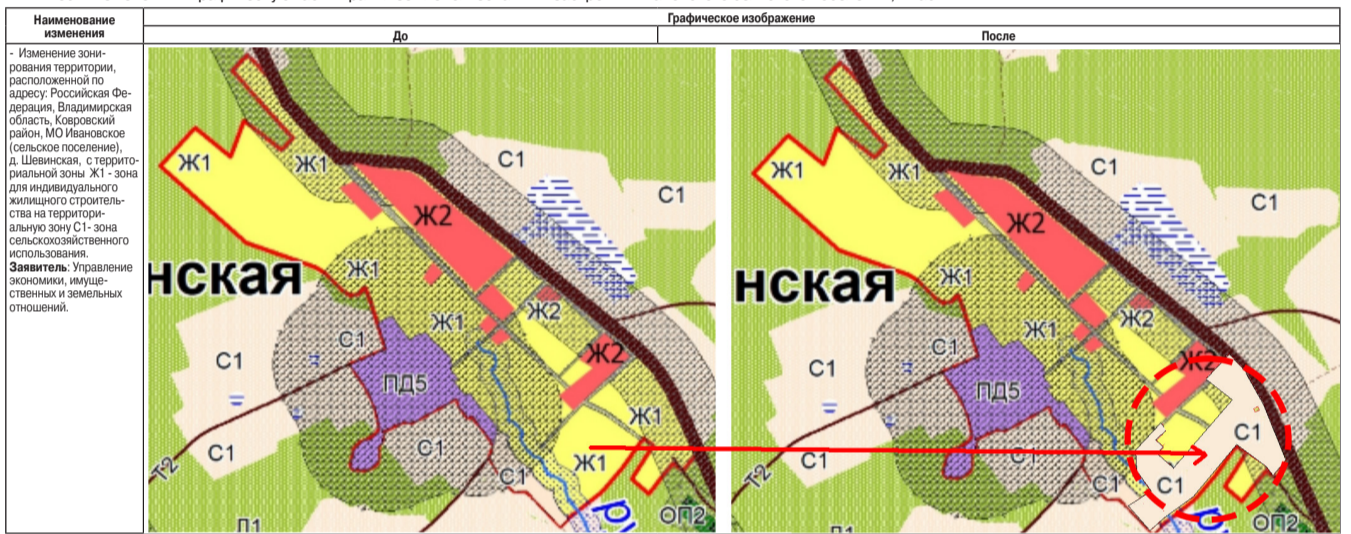 Наименование
изменения
Графическое изображение
До
После
- Изменение зони-
рования территории,
расположенной по
адресу: Российская Фе-
дерация, Владимирская
область, Ковровский
район, МО Ивановское
(сельское поселение),
д. Шевинская, с террито-
риальной зоны Ж1 - зона
для индивидуального
жилищного строитель-
ства на территори-
альную зону С1- зона
сельскохозяйственного
использования.
Заявитель: Управление
экономики, имуще-
ственных и земельных
отношений.
Ж1
Ж1
С1
С1
Ж2
нская
Ж1
Ж1
Ж2
С1
С1
Ж2
ПД5
Ж1
С1
С1
Т-2
С1
Ж1
ОП2
Ж1
Ж1
С1
С1
Ж2
нская
Ж1
Ж1
Ж2
С1
С1
Ж2
ПД5
С1
С1
С1
Т-2
С1
С1
ОП2